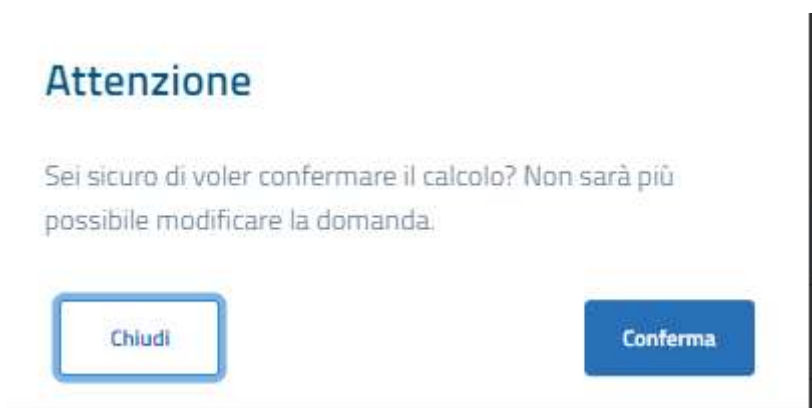 Attenzione
Sei sicuro di voler confermare il calcolo? Non sarà più
possibile modificare la domanda.
Chiudi
Conferma